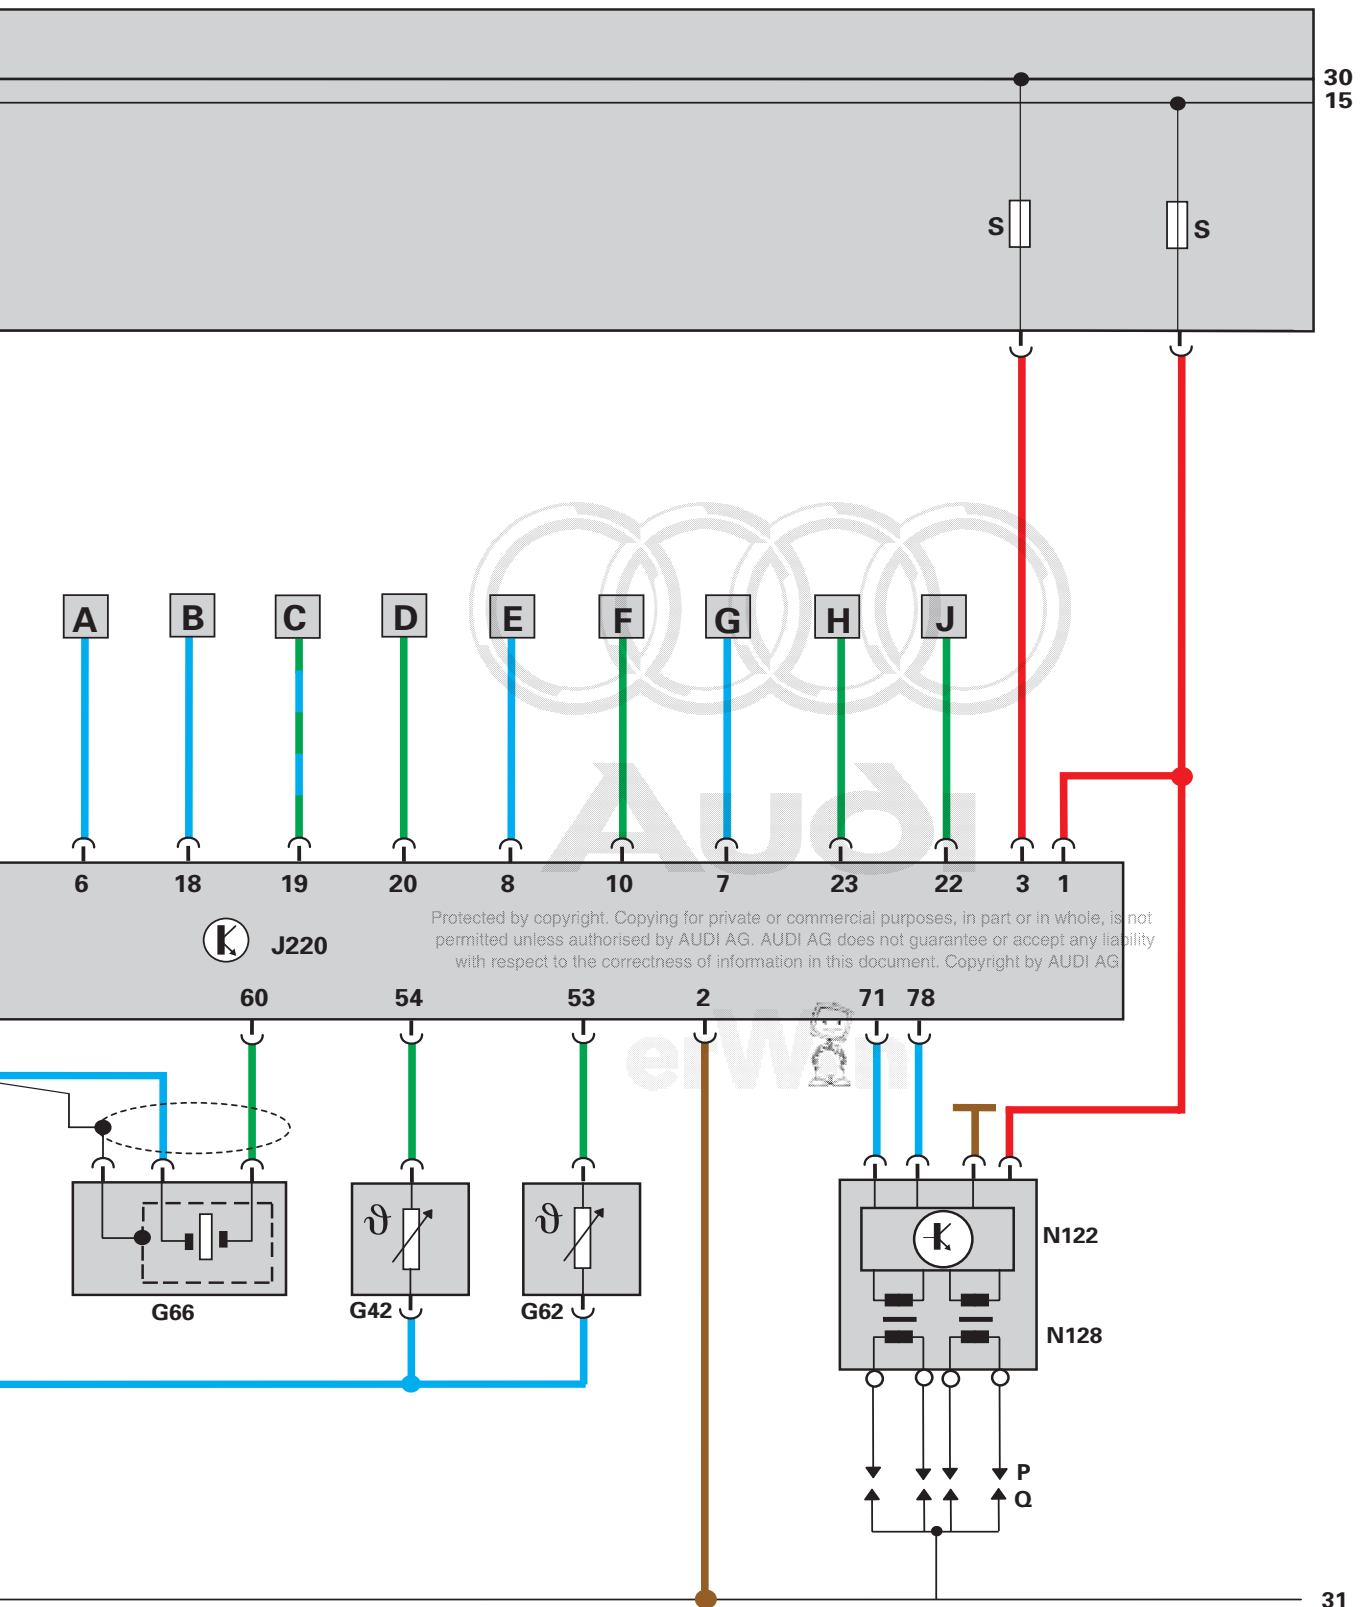 30
15
S S
A B C D E F G H J
Audi
6 18 19 20 8 10 7 23 22 3 1
Protected by copyright. Copying for private or commercial purposes, in part or in whole, is not
permitted unless authorised by AUDI AG. AUDI AG does not guarantee or accept any liability
with respect to the correctness of information in this document. Copyright by AUDI AG.
J220
60 54 53 2 71 78
erWin
ϑ ϑ
N122
G66 G42 G62
N128
P
Q
31